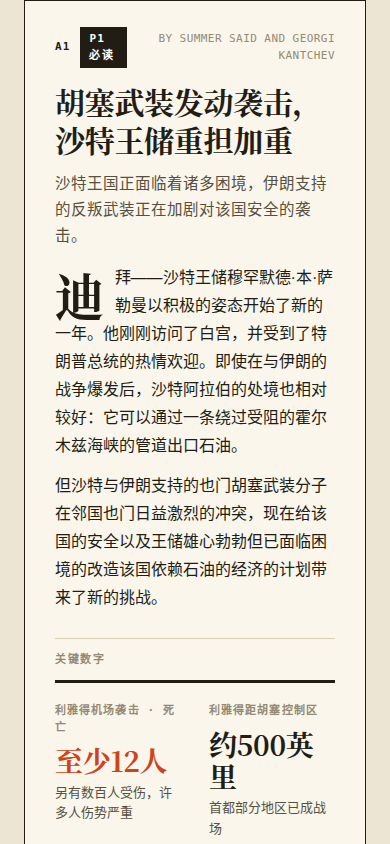 A1
P1
必读
BY SUMMER SAID AND GEORGI
KANTCHEV
胡塞武装发动袭击，
沙特王储重担加重
沙特王国正面临着诸多困境，伊朗支持
的反叛武装正在加剧对该国安全的袭
击。
迪拜——沙特王储穆罕默德·本·萨
勒曼以积极的姿态开始了新的
一年。他刚刚访问了白宫，并受到了特
朗普总统的热情欢迎。即使在与伊朗的
战争爆发后，沙特阿拉伯的处境也相对
较好：它可以通过一条绕过受阻的霍尔
木兹海峡的管道出口石油。
但沙特与伊朗支持的也门胡塞武装分子
在邻国也门日益激烈的冲突，现在给该
国的安全以及王储雄心勃勃但已面临困
境的改造该国依赖石油的经济的计划带
来了新的挑战。
关键数字
利雅得机场袭击 · 死
亡
至少12人
另有数百人受伤，许
多人伤势严重
利雅得距胡塞控制区
约500英
里
首都部分地区已成战
场